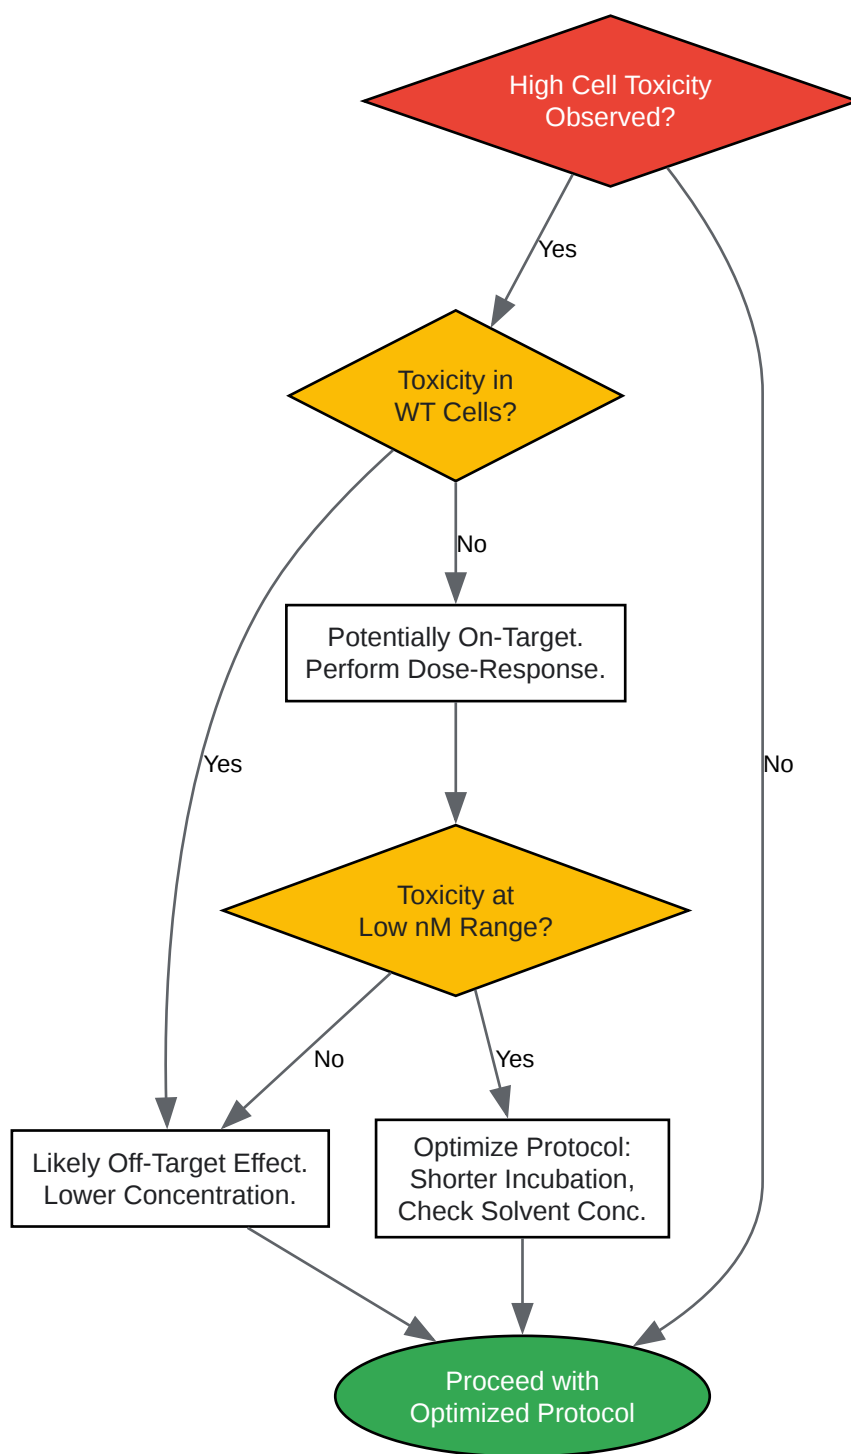 High Cell Toxicity
Observed?
Yes
Toxicity in
WT Cells?
No
Potentially On-Target.
Perform Dose-Response.
Yes
No
Toxicity at
Low nM Range?
No
Yes
Likely Off-Target Effect.
Lower Concentration.
Optimize Protocol:
Shorter Incubation,
Check Solvent Conc.
Proceed with
Optimized Protocol